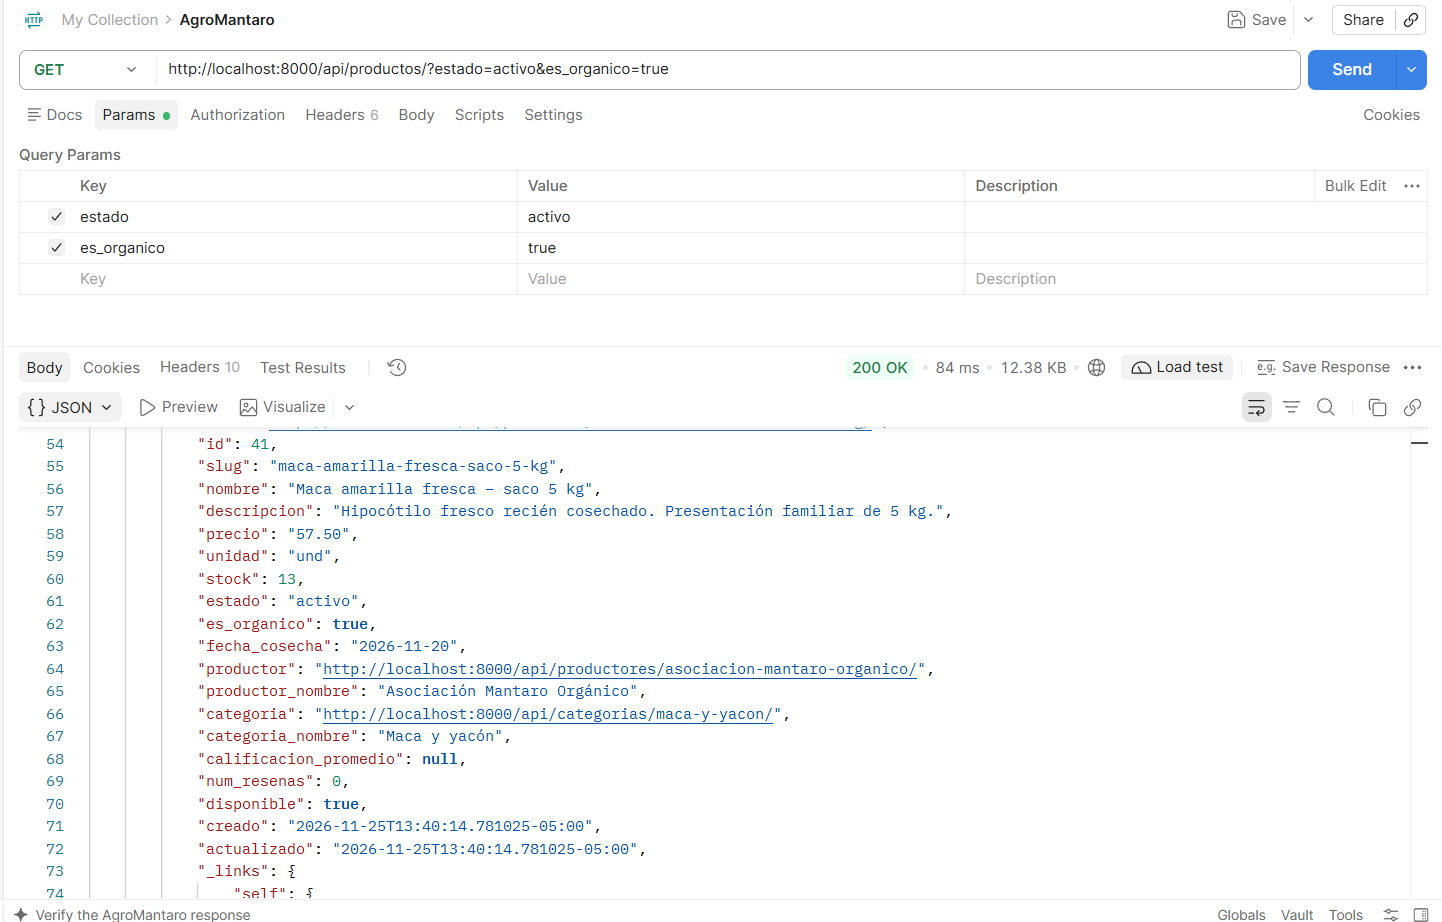 HTTP My Collection > AgroMantaro Save Share
GET http://localhost:8000/api/productos/?estado=activo&es_organico=true Send
Docs Params Authorization Headers 6 Body Scripts Settings Cookies
Query Params
Key Value Description Bulk Edit
estado activo
es_organico true
Key Value Description
Body Cookies Headers 10 Test Results 200 OK • 84 ms • 12.38 KB • Load test e.g. Save Response
{} JSON Preview Visualize
54 "id": 41,
55 "slug": "maca-amarilla-fresca-saco-5-kg",
56 "nombre": "Maca amarilla fresca – saco 5 kg",
57 "descripcion": "Hipocótilo fresco recién cosechado. Presentación familiar de 5 kg.",
58 "precio": "57.50",
59 "unidad": "und",
60 "stock": 13,
61 "estado": "activo",
62 "es_organico": true,
63 "fecha_cosecha": "2026-11-20",
64 "productor": "http://localhost:8000/api/productores/asociacion-mantaro-organico/",
65 "productor_nombre": "Asociación Mantaro Orgánico",
66 "categoria": "http://localhost:8000/api/categorias/maca-y-yacon/",
67 "categoria_nombre": "Maca y yacón",
68 "calificacion_promedio": null,
69 "num_resenas": 0,
70 "disponible": true,
71 "creado": "2026-11-25T13:40:14.781025-05:00",
72 "actualizado": "2026-11-25T13:40:14.781025-05:00",
73 "_links": {
74 "self": {
Verify the AgroMantaro response Globals Vault Tools